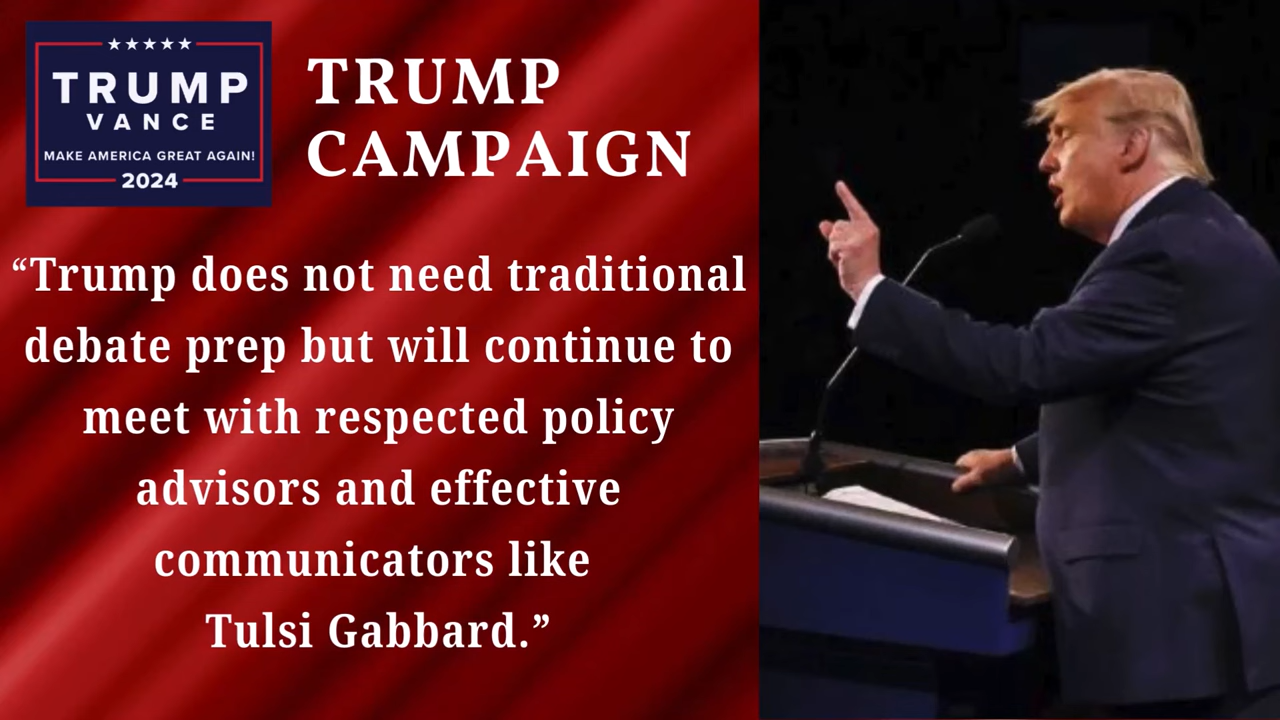 ★★★★★
TRUMP
VANCE
MAKE AMERICA GREAT AGAIN!
2024
TRUMP
CAMPAIGN
“Trump does not need traditional
debate prep but will continue to
meet with respected policy
advisors and effective
communicators like
Tulsi Gabbard.”